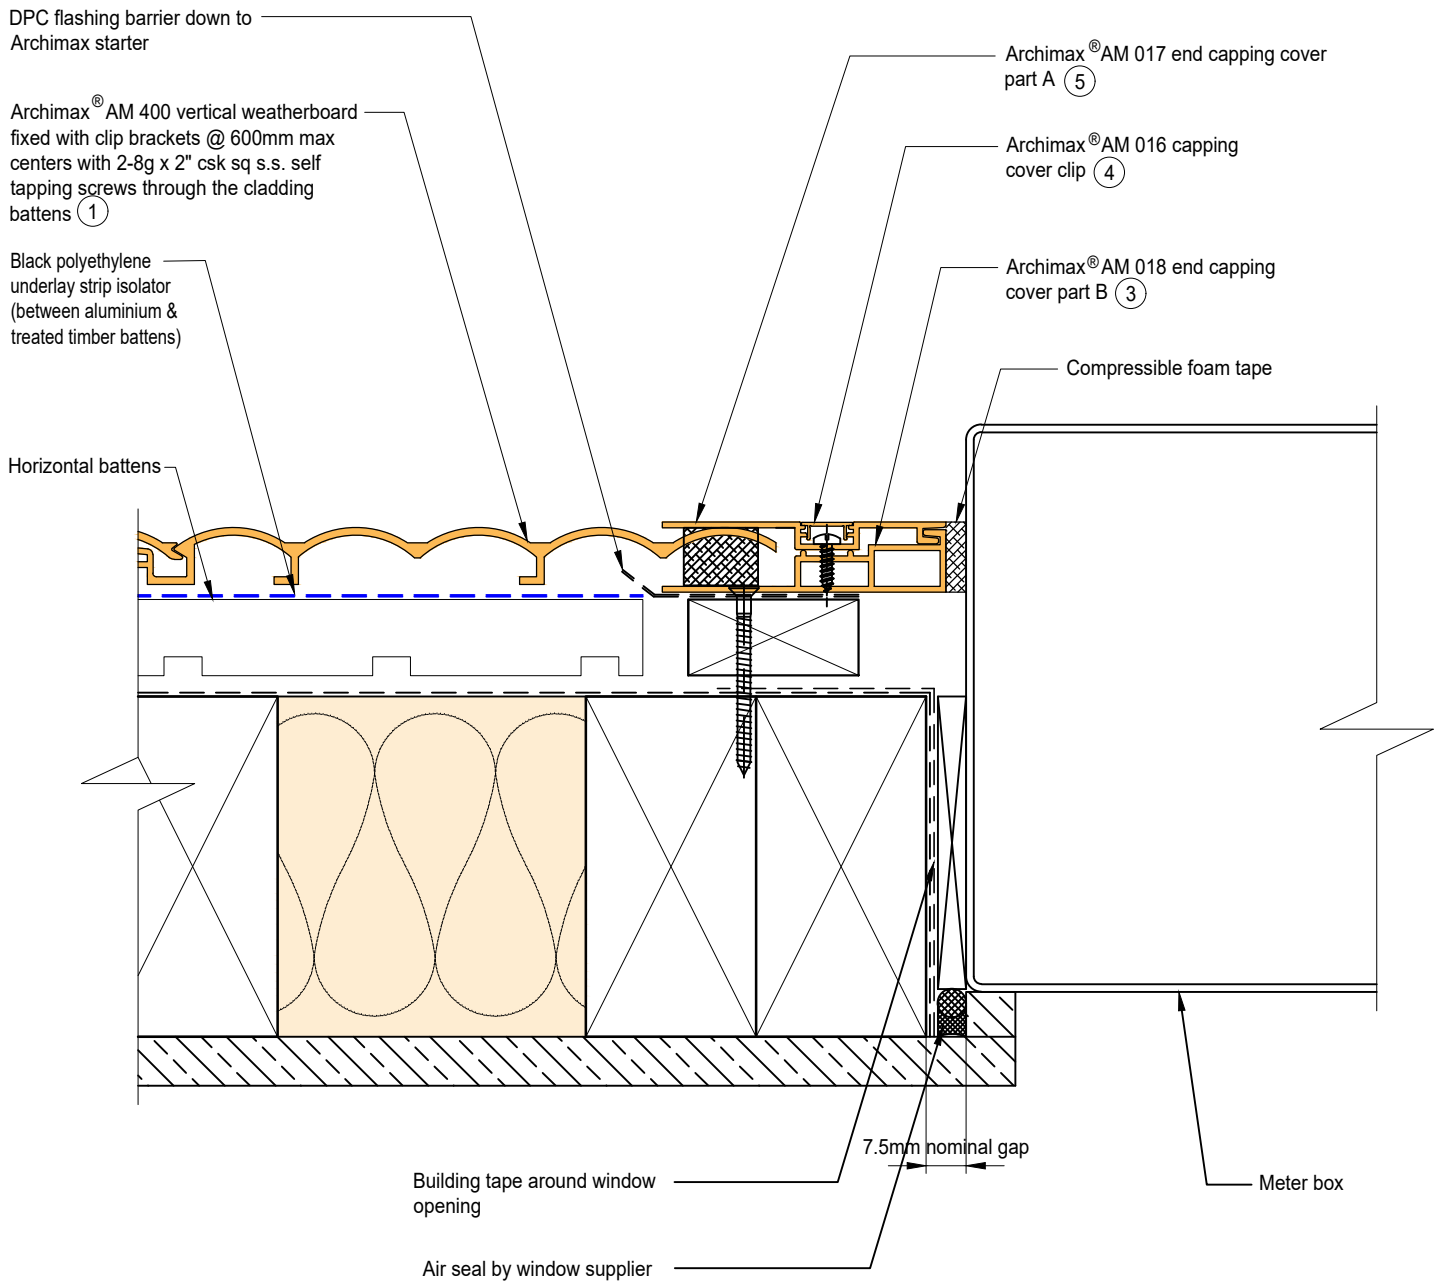 DPC flashing barrier down to
Archimax starter
Archimax® AM 400 vertical weatherboard
fixed with clip brackets @ 600mm max
centers with 2-8g x 2" csk sq s.s. self
tapping screws through the cladding
battens 1
Black polyethylene
underlay strip isolator
(between aluminium &
treated timber battens)
Horizontal battens
Archimax® AM 017 end capping cover
part A 5
Archimax® AM 016 capping
cover clip 4
Archimax® AM 018 end capping
cover part B 3
Compressible foam tape
7.5mm nominal gap
Building tape around window
opening
Meter box
Air seal by window supplier